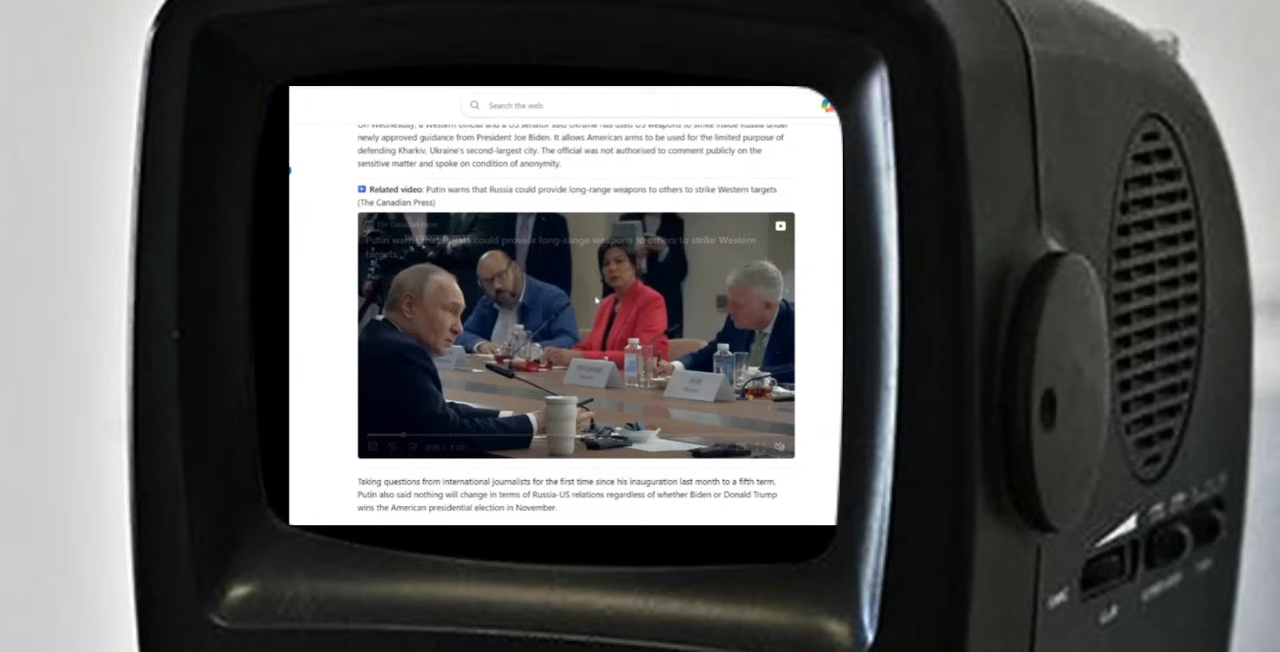 Search the web
On Wednesday, a Western official and a US senator said Ukraine has used US weapons to strike inside Russia under
newly approved guidance from President Joe Biden. It allows American arms to be used for the limited purpose of
defending Kharkiv, Ukraine's second-largest city. The official was not authorised to comment publicly on the
sensitive matter and spoke on condition of anonymity.
Related video: Putin warns that Russia could provide long-range weapons to others to strike Western targets
(The Canadian Press)
The Canadian Press
Putin warns that Russia could provide long-range weapons to others to strike Western
targets
Taking questions from international journalists for the first time since his inauguration last month to a fifth term,
Putin also said nothing will change in terms of Russia-US relations regardless of whether Biden or Donald Trump
wins the American presidential election in November.